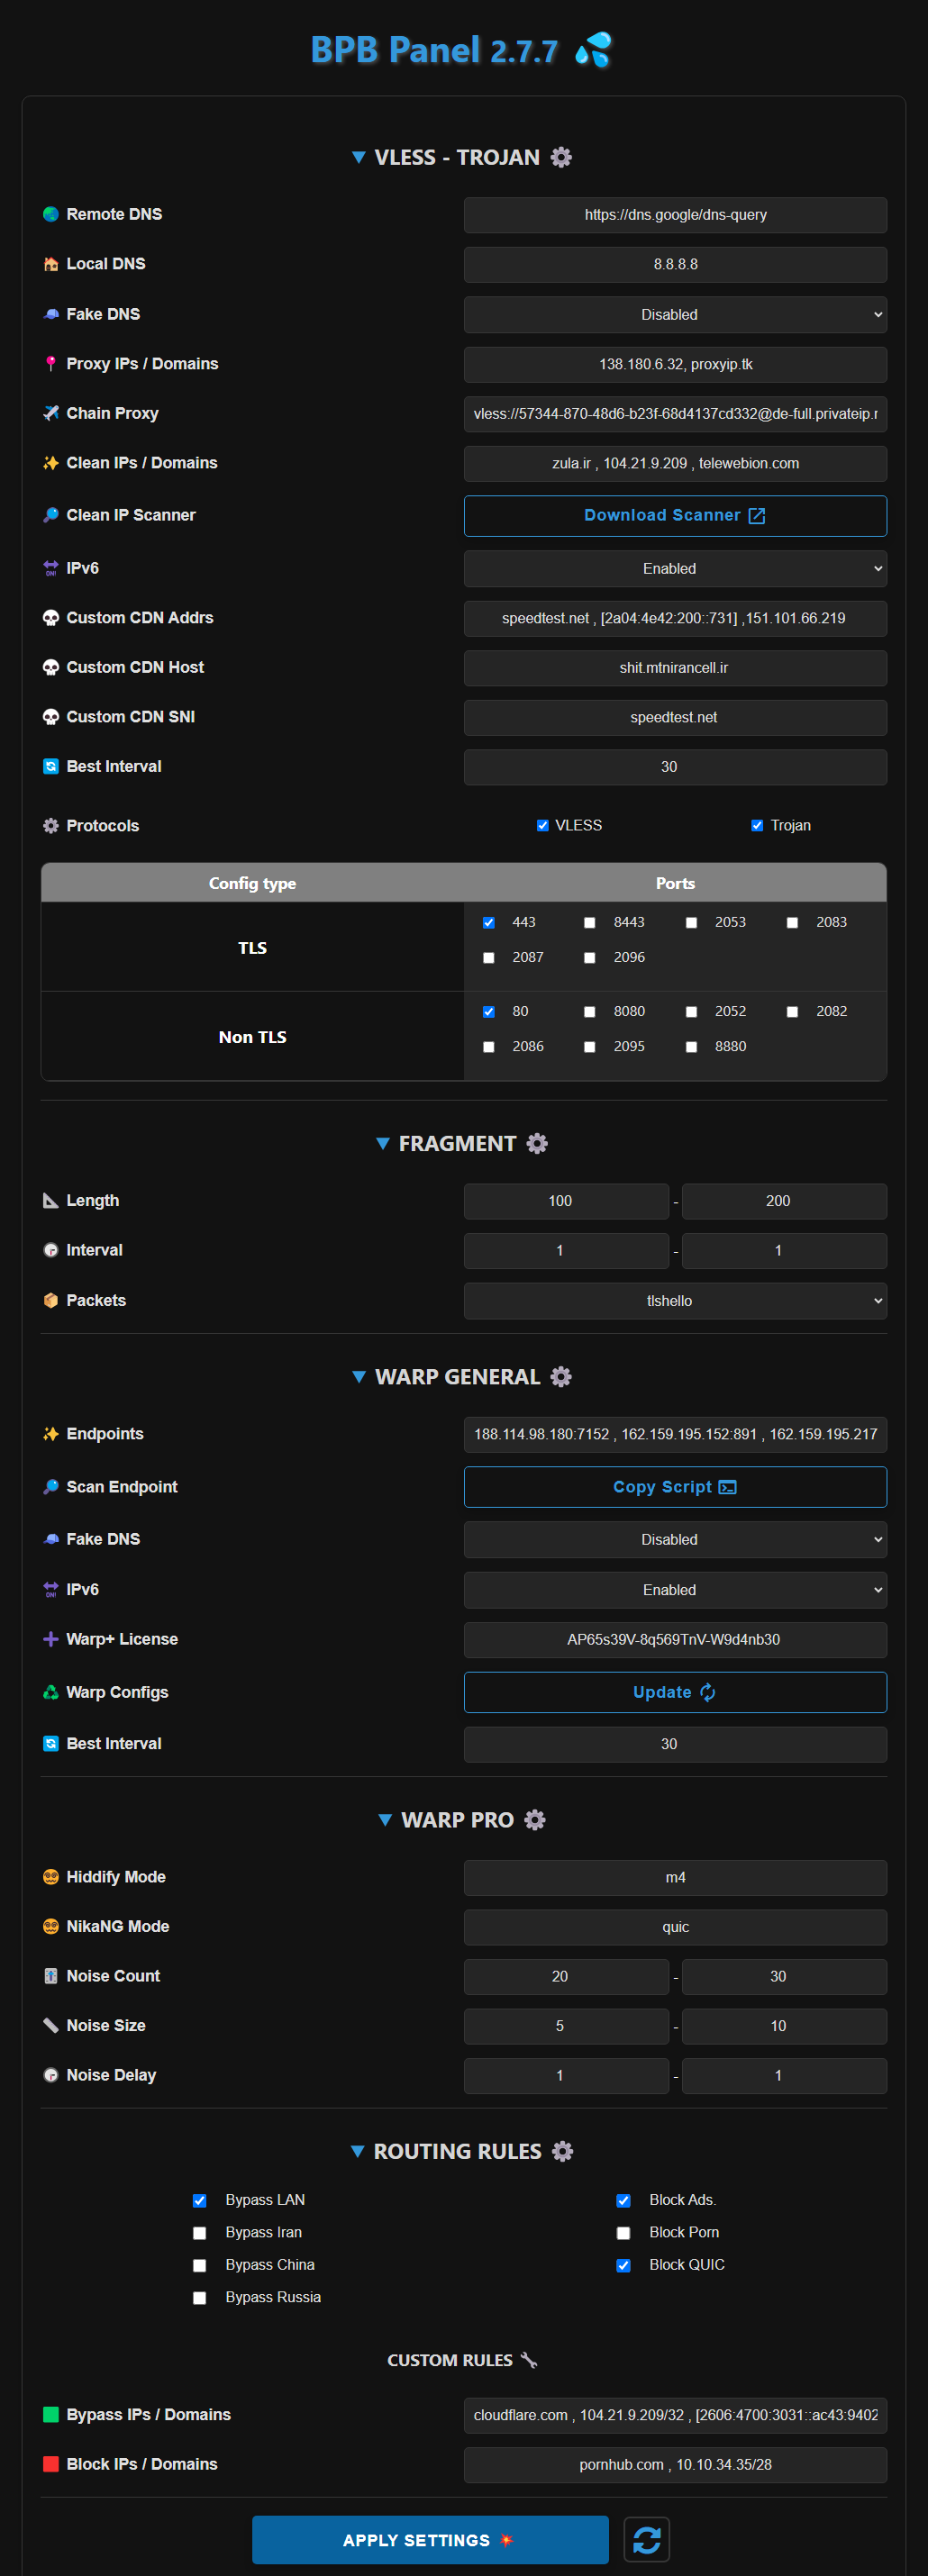 BPB Panel 2.7.7
VLESS - TROJAN
Remote DNS
https://dns.google/dns-query
Local DNS
8.8.8.8
Fake DNS
Disabled
Proxy IPs / Domains
138.180.6.32, proxyip.tk
Chain Proxy
vless://57344-870-48d6-b23f-68d4137cd332@de-full.privateip.r
Clean IPs / Domains
zula.ir , 104.21.9.209 , telewebion.com
Clean IP Scanner
Download Scanner
ON!
IPv6
Enabled
Custom CDN Addrs
speedtest.net , [2a04:4e42:200::731] ,151.101.66.219
Custom CDN Host
shit.mtnirancell.ir
Custom CDN SNI
speedtest.net
Best Interval
30
Protocols
VLESS
Trojan
Config type
Ports
TLS
443 8443 2053 2083
2087 2096
Non TLS
80 8080 2052 2082
2086 2095 8880
FRAGMENT
Length
100 - 200
Interval
1 - 1
Packets
tlshello
WARP GENERAL
Endpoints
188.114.98.180:7152 , 162.159.195.152:891 , 162.159.195.217
Scan Endpoint
Copy Script
Fake DNS
Disabled
ON!
IPv6
Enabled
Warp+ License
AP65s39V-8q569TnV-W9d4nb30
Warp Configs
Update
Best Interval
30
WARP PRO
Hiddify Mode
m4
NikaNG Mode
quic
Noise Count
20 - 30
Noise Size
5 - 10
Noise Delay
1 - 1
ROUTING RULES
Bypass LAN
Block Ads.
Bypass Iran
Block Porn
Bypass China
Block QUIC
Bypass Russia
CUSTOM RULES
Bypass IPs / Domains
cloudflare.com , 104.21.9.209/32 , [2606:4700:3031::ac43:9402
Block IPs / Domains
pornhub.com , 10.10.34.35/28
APPLY SETTINGS